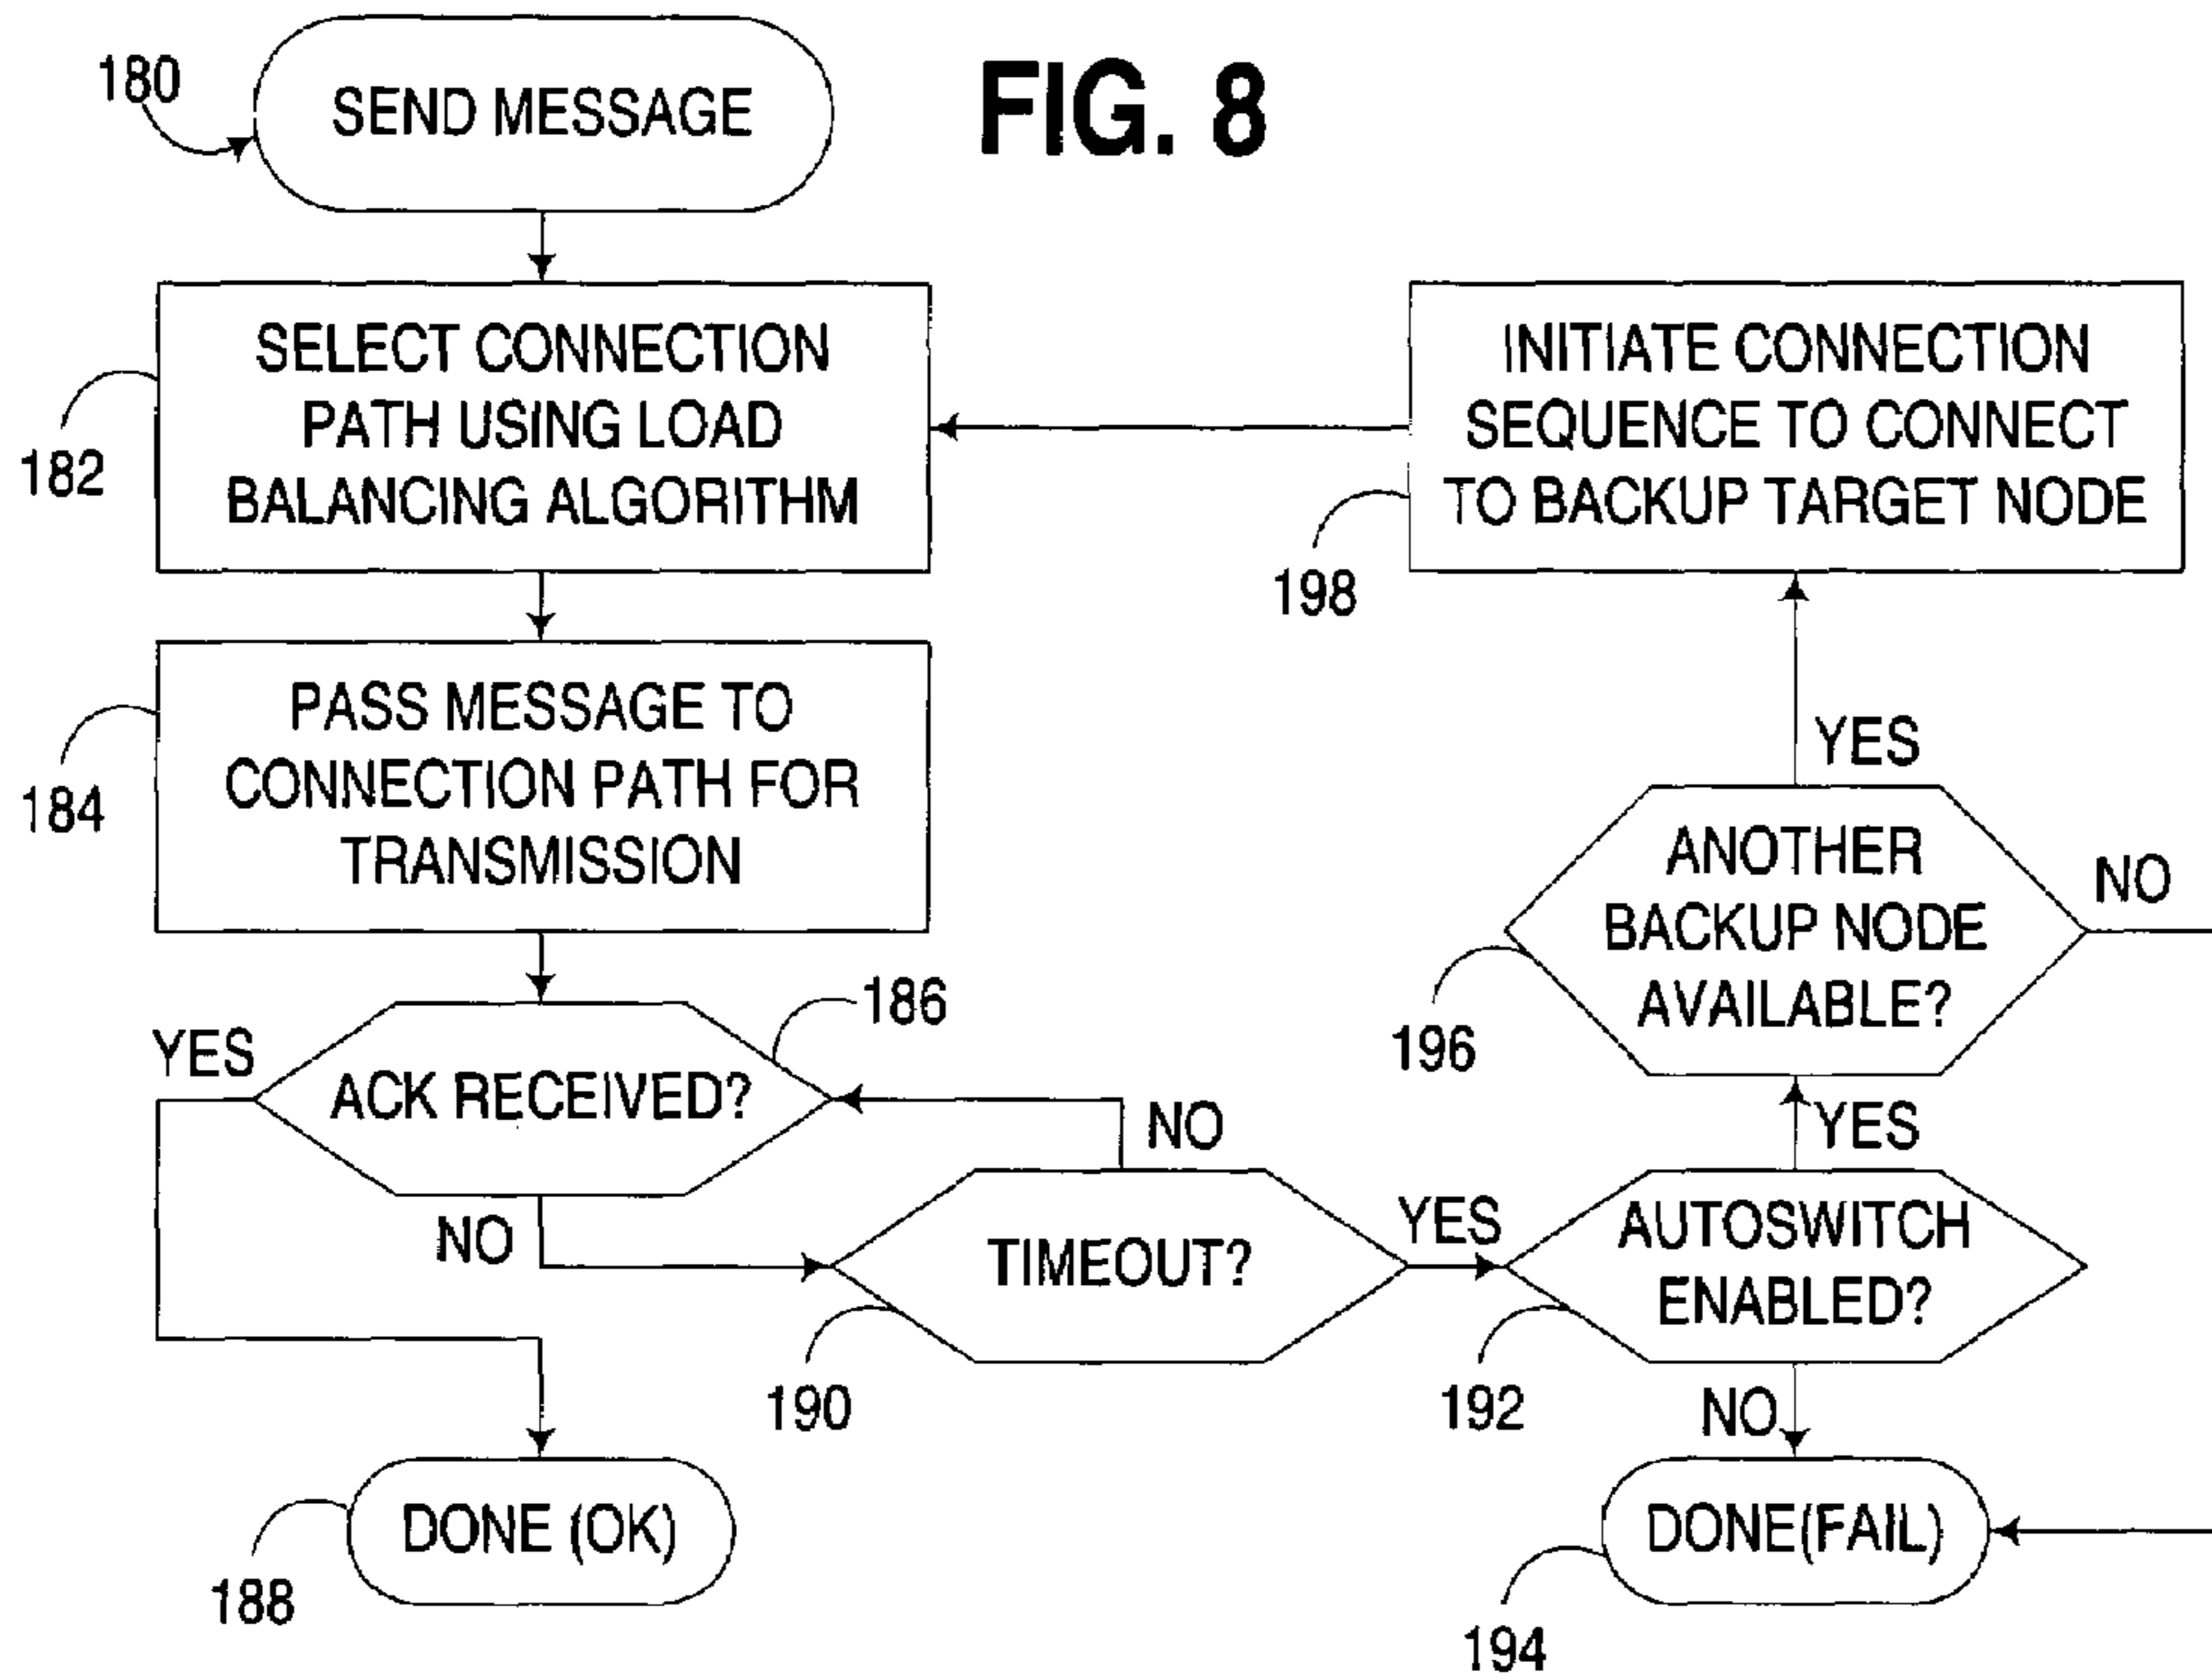 FIG. 8
180
SEND MESSAGE
SELECT CONNECTION
PATH USING LOAD
BALANCING ALGORITHM
182
INITIATE CONNECTION
SEQUENCE TO CONNECT
TO BACKUP TARGET NODE
198
PASS MESSAGE TO
CONNECTION PATH FOR
TRANSMISSION
184
YES
ANOTHER
BACKUP NODE
AVAILABLE?
NO
196
186
YES
ACK RECEIVED?
NO
NO
TIMEOUT?
190
YES
YES
AUTOSWITCH
ENABLED?
192
NO
DONE (OK)
188
DONE(FAIL)
194